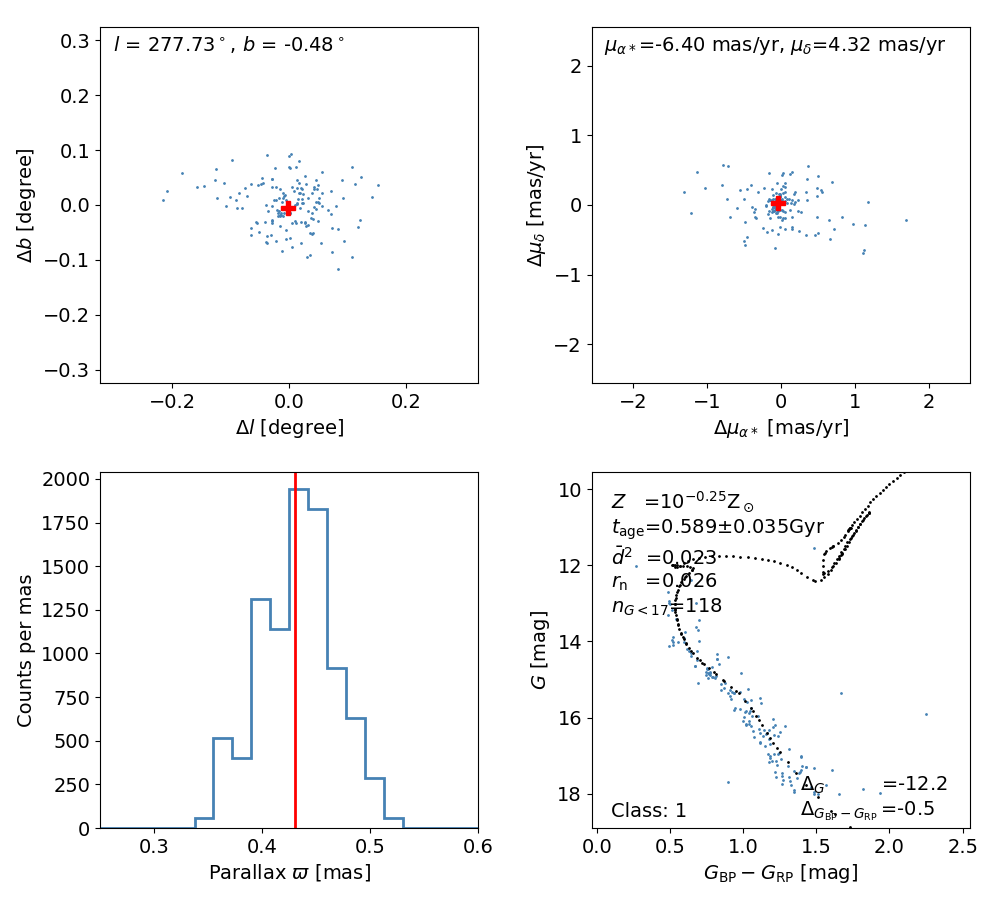 l = 277.73°, b = -0.48°
0.3
0.2
0.1
0.0
−0.1
−0.2
−0.3
Δb [degree]
−0.2
0.0
0.2
Δl [degree]
μα*=-6.40 mas/yr, μδ=4.32 mas/yr
2
1
0
−1
−2
Δμδ [mas/yr]
−2
−1
0
1
2
Δμα* [mas/yr]
2000
1750
1500
1250
1000
750
500
250
0
Counts per mas
0.3
0.4
0.5
0.6
Parallax ϖ [mas]
10
12
14
16
18
G [mag]
Z =10^−0.25 Z⊙
t_age=0.589±0.035Gyr
d̄² =0.023
r_n =0.026
n_G<17=118
Δ_G =-12.2
Class: 1
Δ_GBP−GRP =-0.5
0.0
0.5
1.0
1.5
2.0
2.5
G_BP − G_RP [mag]